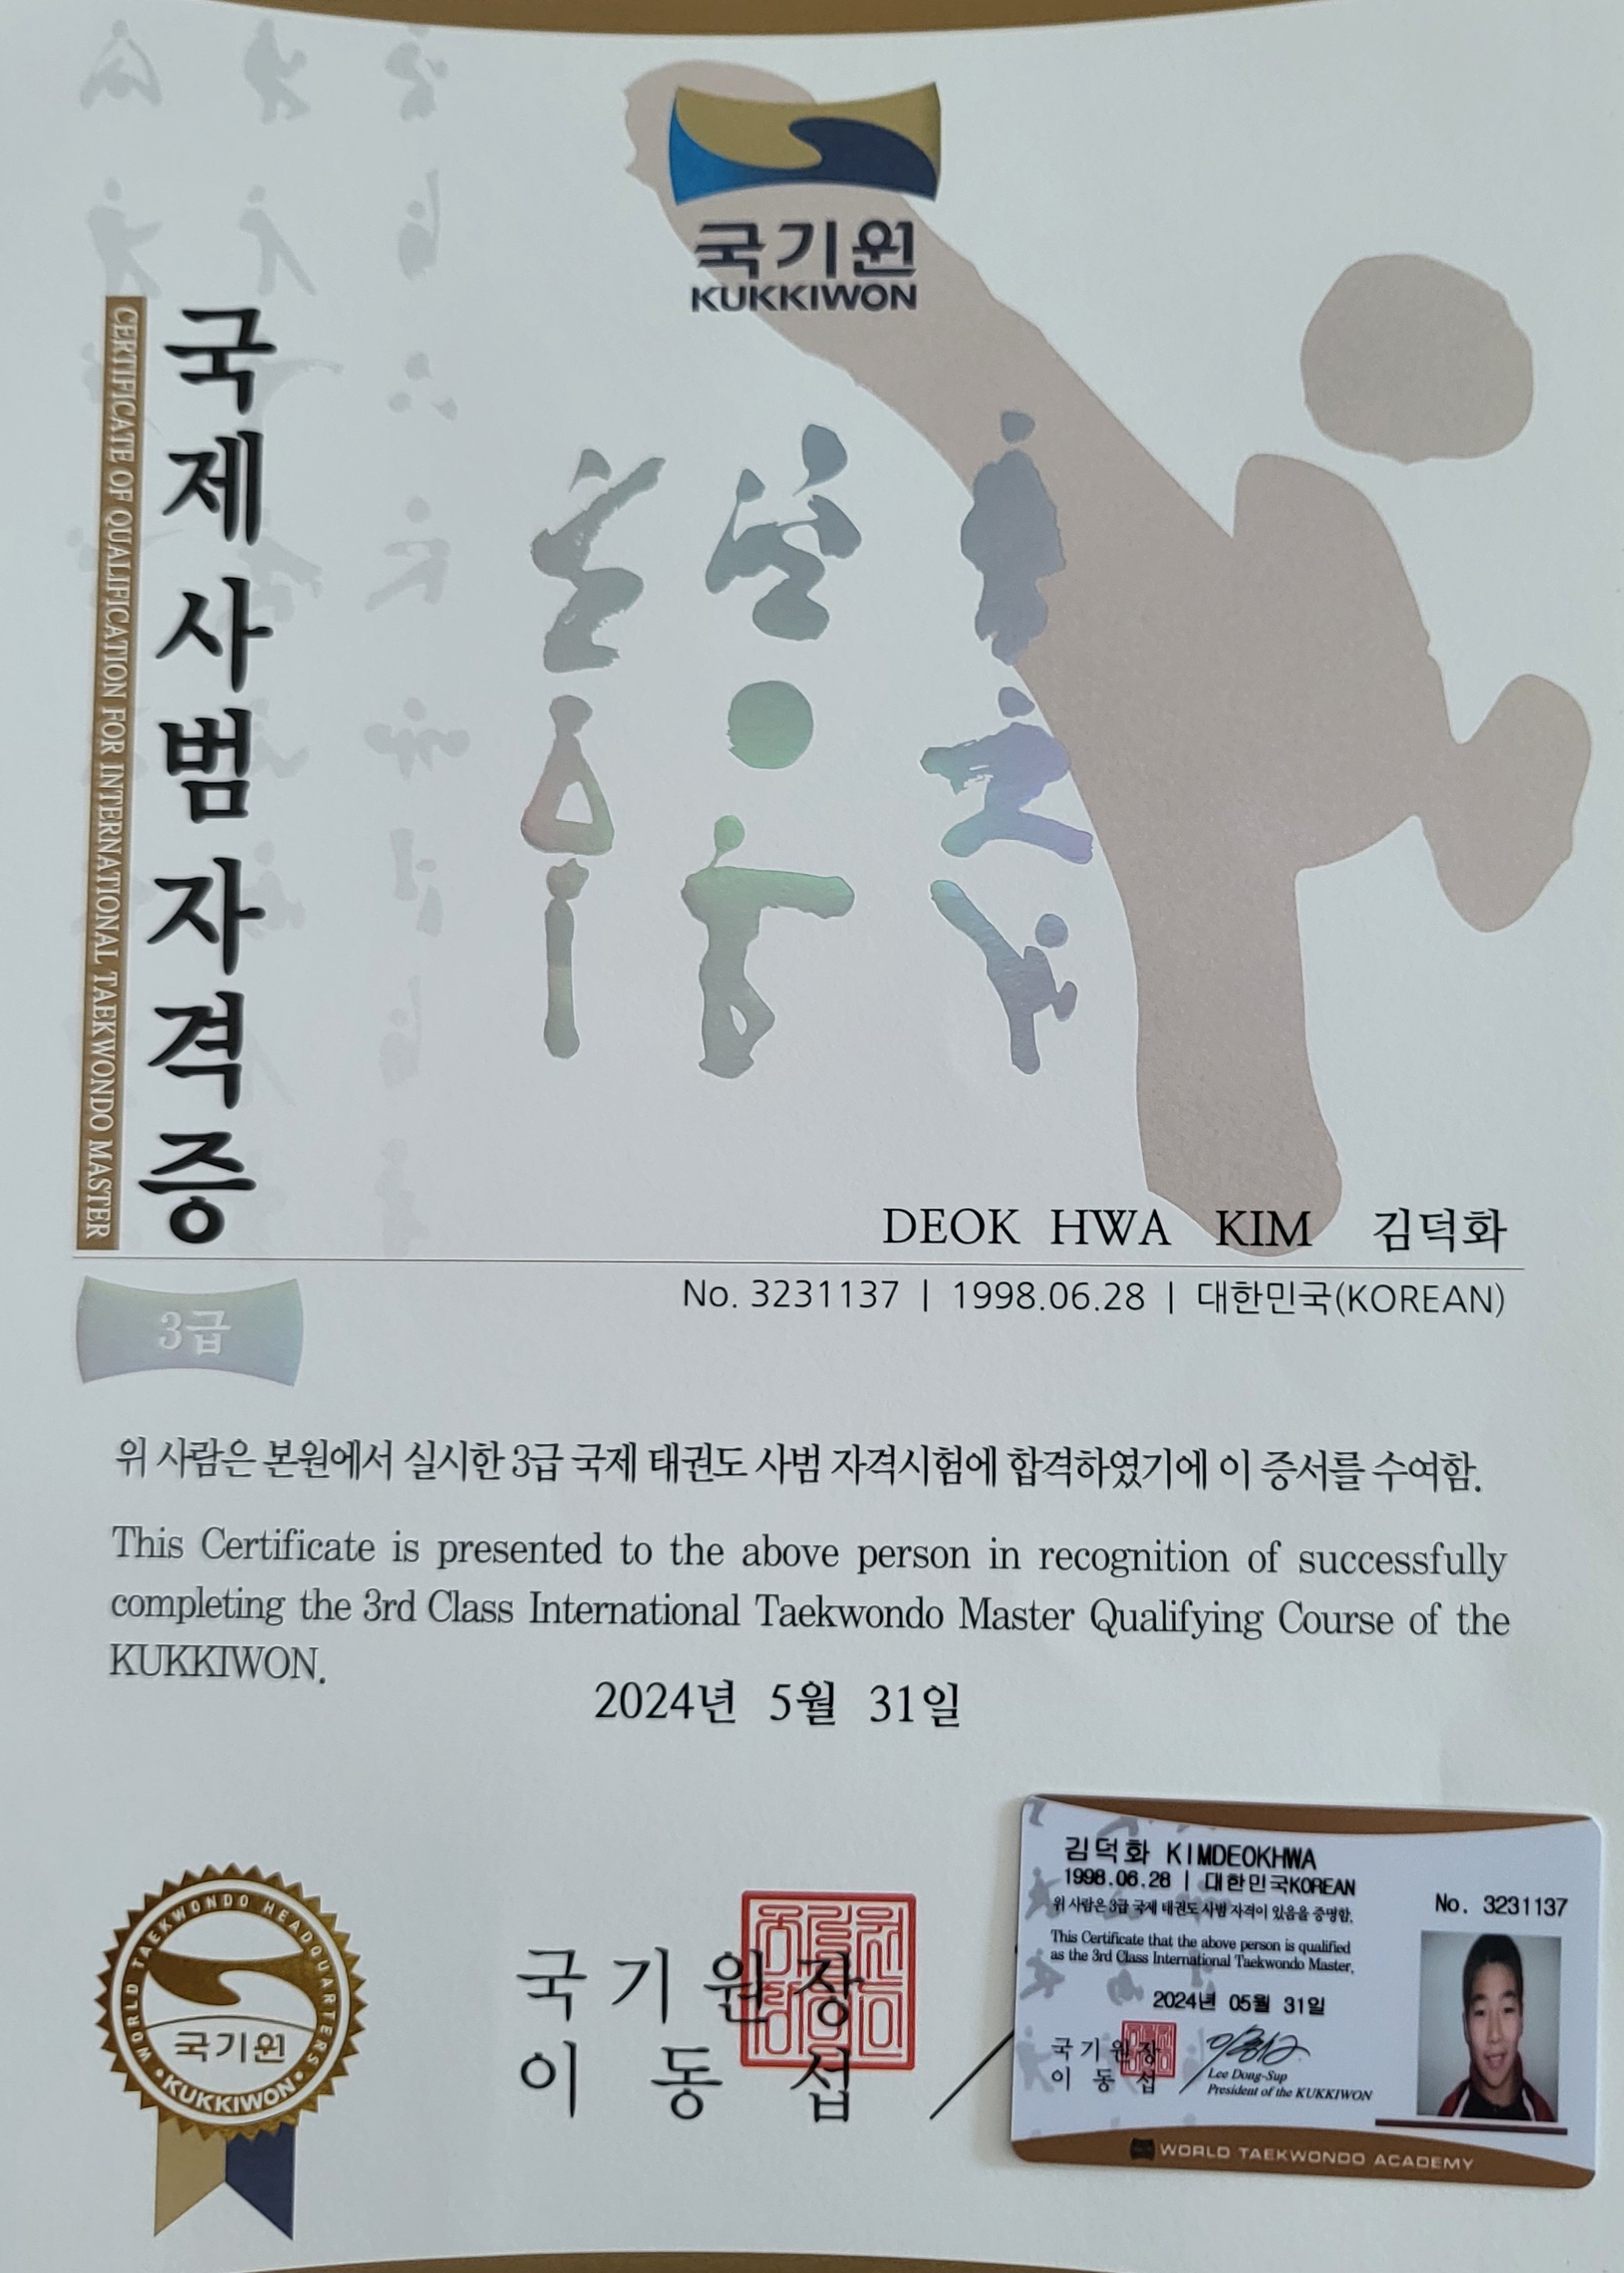 국기원
KUKKIWON
국제사범자격증
CERTIFICATE OF QUALIFICATION FOR INTERNATIONAL TAEKWONDO MASTER
DEOK HWA KIM 김덕화
No. 3231137 | 1998.06.28 | 대한민국(KOREAN)
3급
위 사람은 본원에서 실시한 3급 국제 태권도 사범 자격시험에 합격하였기에 이 증서를 수여함.
This Certificate is presented to the above person in recognition of successfully
completing the 3rd Class International Taekwondo Master Qualifying Course of the
KUKKIWON.
2024년 5월 31일
WORLD TAEKWONDO HEADQUARTERS
국기원
KUKKIWON
국기원장
이동섭
김덕화 KIMDEOKHWA
1998.06.28 | 대한민국KOREAN
No. 3231137
위 사람은 3급 국제 태권도 사범 자격이 있음을 증명함.
This Certificate that the above person is qualified
as the 3rd Class International Taekwondo Master.
2024년 05월 31일
국기원장
이동섭
Lee Dong-Sup
President of the KUKKIWON
WORLD TAEKWONDO ACADEMY